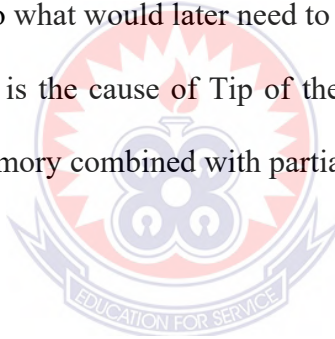 o what would later need to
is the cause of Tip of the
mory combined with partia
EDUCATION FOR SERVICE